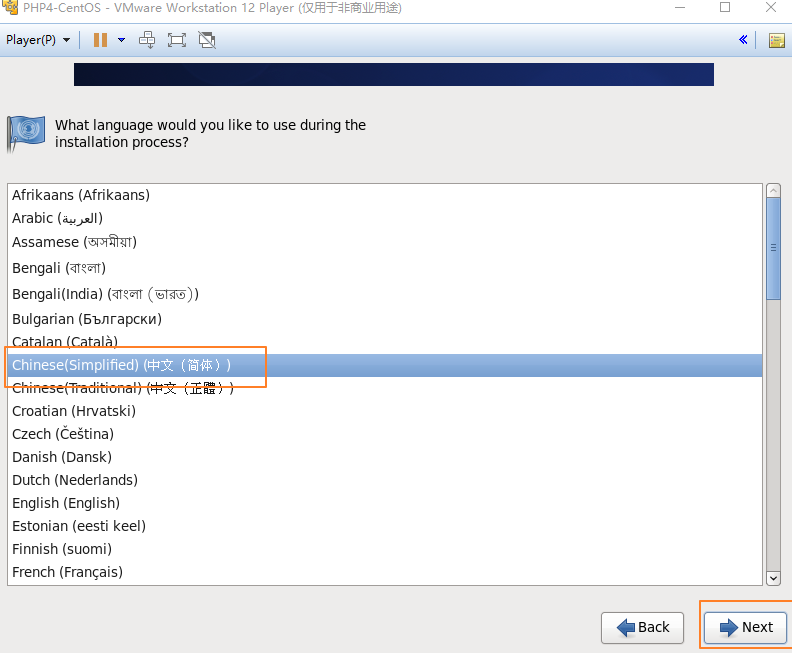 PHP4-CentOS - VMware Workstation 12 Player (仅用于非商业用途)
Player(P)
What language would you like to use during the
installation process?
Afrikaans (Afrikaans)
Arabic (العربية)
Assamese (অসমীয়া)
Bengali (বাংলা)
Bengali(India) (বাংলা (ভারত))
Bulgarian (Български)
Catalan (Català)
Chinese(Simplified) (中文（简体）)
Chinese(Traditional) (中文（正體）)
Croatian (Hrvatski)
Czech (Čeština)
Danish (Dansk)
Dutch (Nederlands)
English (English)
Estonian (eesti keel)
Finnish (suomi)
French (Français)
Back
Next